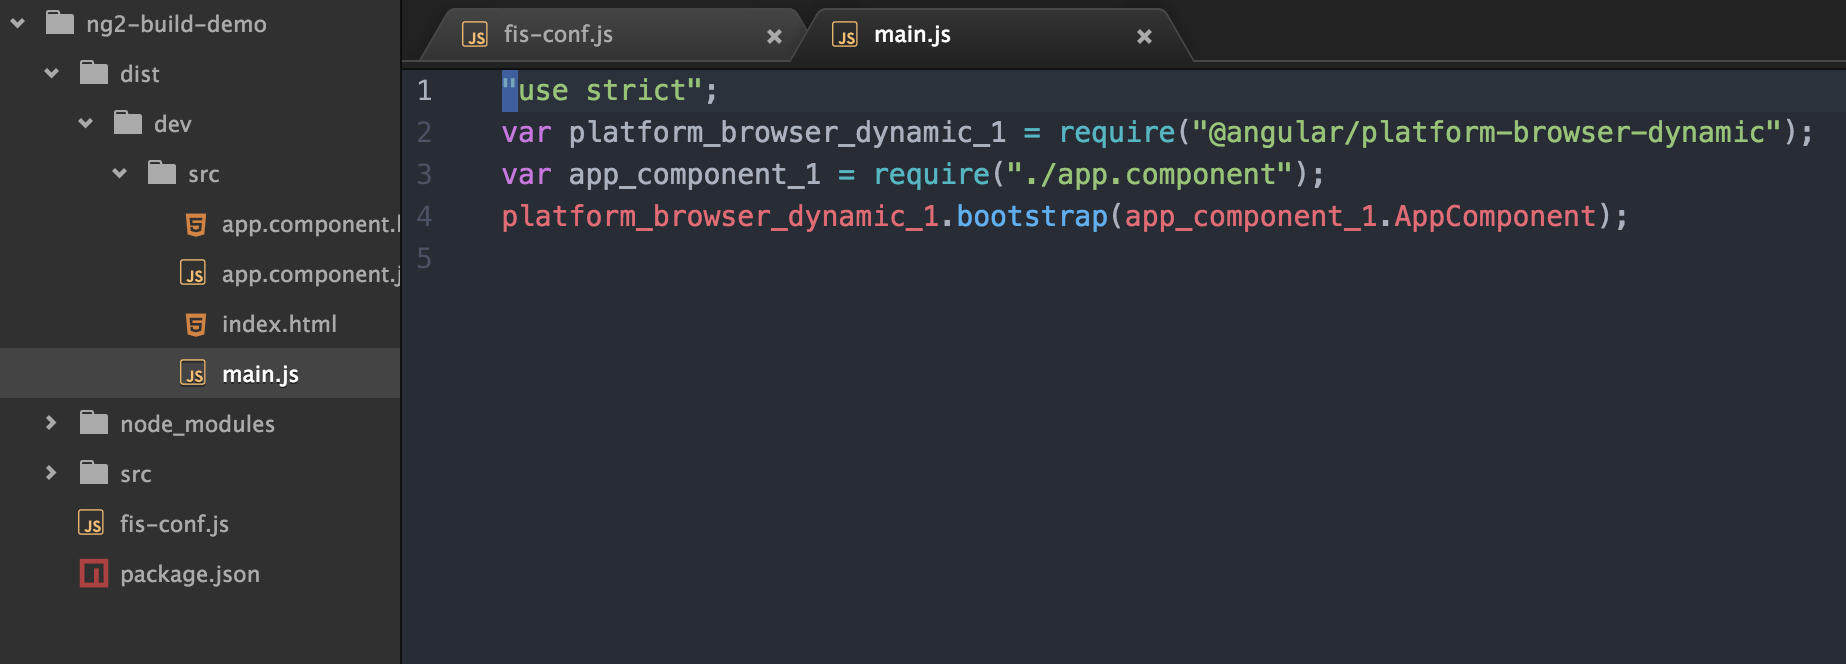 ng2-build-demo
dist
dev
src
app.component.
app.component.j
index.html
main.js
node_modules
src
fis-conf.js
package.json
fis-conf.js
main.js
1 "use strict";
2 var platform_browser_dynamic_1 = require("@angular/platform-browser-dynamic");
3 var app_component_1 = require("./app.component");
4 platform_browser_dynamic_1.bootstrap(app_component_1.AppComponent);
5